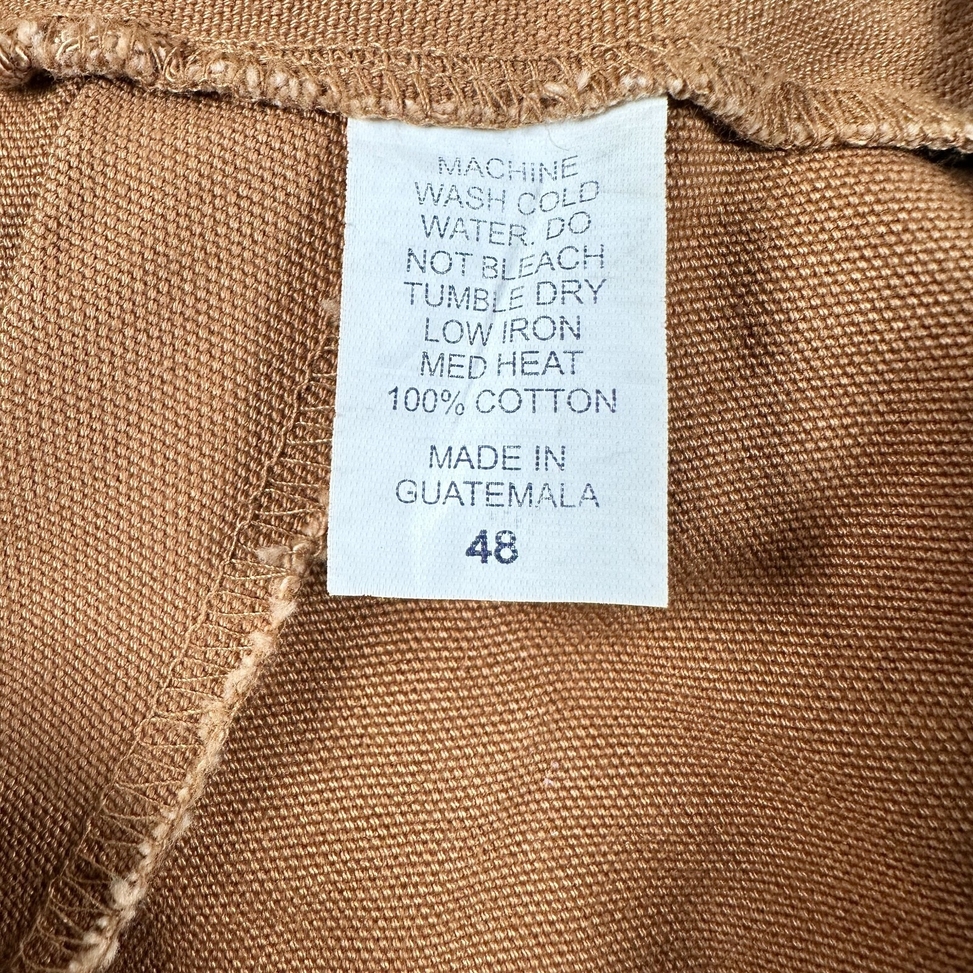 MACHINE
WASH COLD
WATER. DO
NOT BLEACH
TUMBLE DRY
LOW IRON
MED HEAT
100% COTTON
MADE IN
GUATEMALA
48